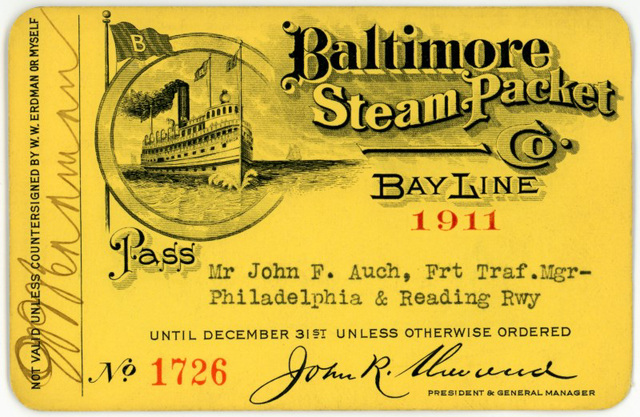 B
Baltimore
Steam Packet
Co.
BAY LINE
1911
Pass
Mr John F. Auch, Frt Traf.Mgr-
Philadelphia & Reading Rwy
UNTIL DECEMBER 31ST UNLESS OTHERWISE ORDERED
No 1726
John R.
PRESIDENT & GENERAL MANAGER
NOT VALID UNLESS COUNTERSIGNED BY W. W. ERDMAN OR MYSELF
WWErdman